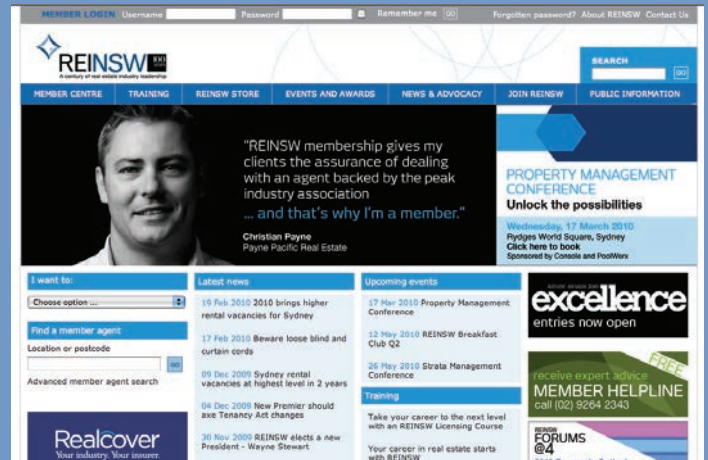 MEMBER LOGIN Username Password Remember me GO Forgotten password? About REINSW Contact Us
REINSW
A century of real estate industry leadership
SEARCH
GO
MEMBER CENTRE TRAINING REINSW STORE EVENTS AND AWARDS NEWS & ADVOCACY JOIN REINSW PUBLIC INFORMATION
"REINSW membership gives my
clients the assurance of dealing
with an agent backed by the peak
industry association
... and that's why I'm a member."
Christian Payne
Payne Pacific Real Estate
PROPERTY MANAGEMENT
CONFERENCE
Unlock the possibilities
Wednesday, 17 March 2010
Rydges World Square, Sydney
Click here to book
Sponsored by Console and PoolWerx
I want to:
Choose option ...
Find a member agent
Location or postcode
GO
Advanced member agent search
Realcover
Your industry. Your insurer.
Latest news
19 Feb 2010 2010 brings higher
rental vacancies for Sydney
17 Feb 2010 Beware loose blind and
curtain cords
09 Dec 2009 Sydney rental
vacancies at highest level in 2 years
04 Dec 2009 New Premier should
axe Tenancy Act changes
30 Nov 2009 REINSW elects a new
President - Wayne Stewart
Upcoming events
17 Mar 2010 Property Management
Conference
12 May 2010 REINSW Breakfast
Club Q2
26 May 2010 Strata Management
Conference
Training
Take your career to the next level
with an REINSW Licensing Course
Your career in real estate starts
with REINSW
excellence
entries now open
FREE
receive expert advice
MEMBER HELPLINE
call (02) 9264 2343
REINSW
FORUMS
@4